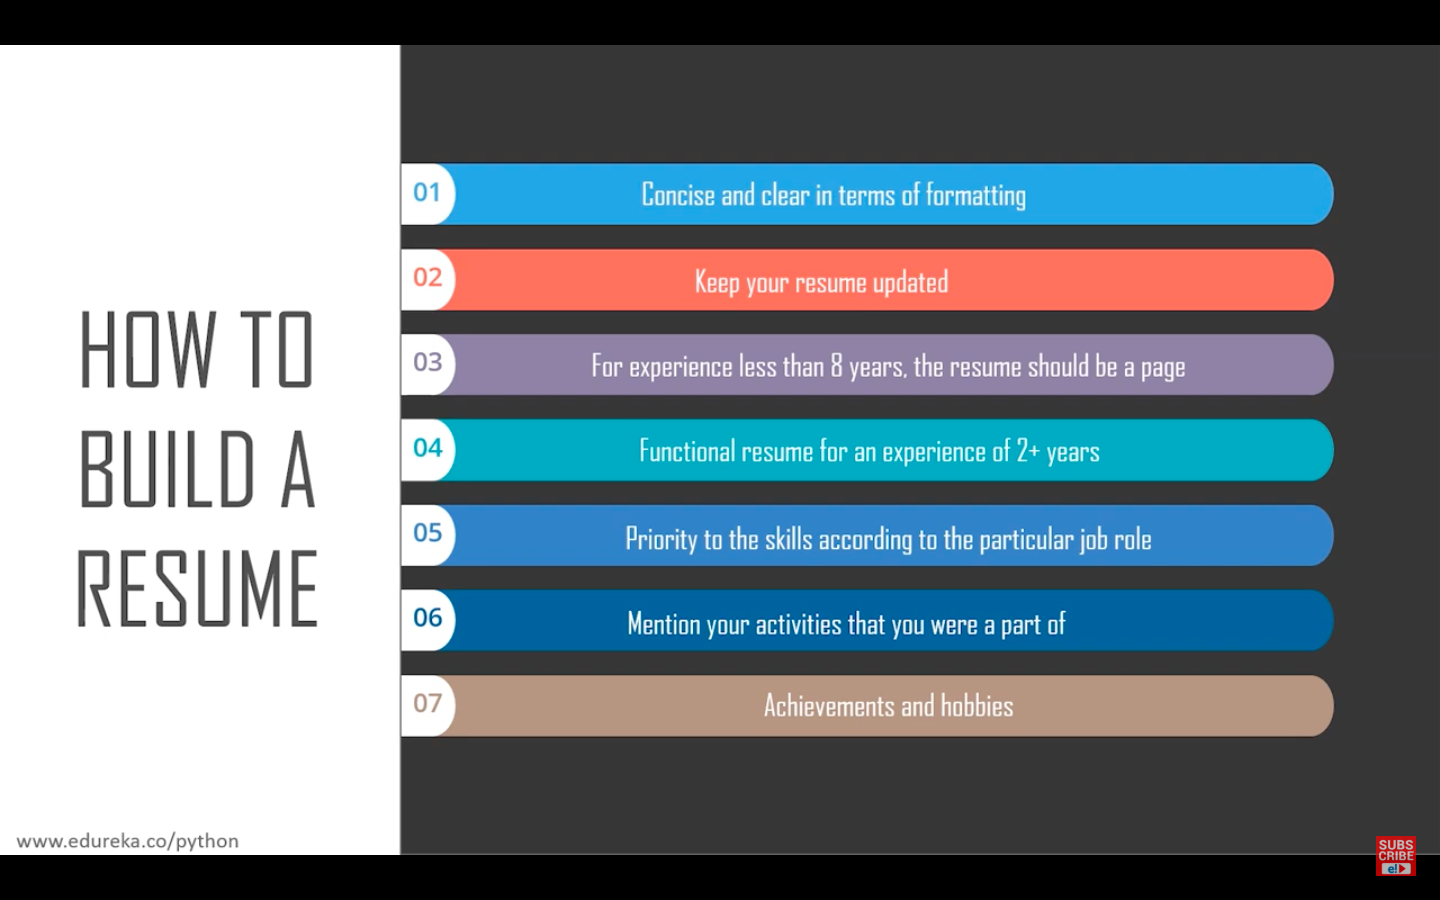 HOW TO
BUILD A
RESUME
01 Concise and clear in terms of formatting
02 Keep your resume updated
03 For experience less than 8 years, the resume should be a page
04 Functional resume for an experience of 2+ years
05 Priority to the skills according to the particular job role
06 Mention your activities that you were a part of
07 Achievements and hobbies
www.edureka.co/python
SUBS
CRIBE
e!